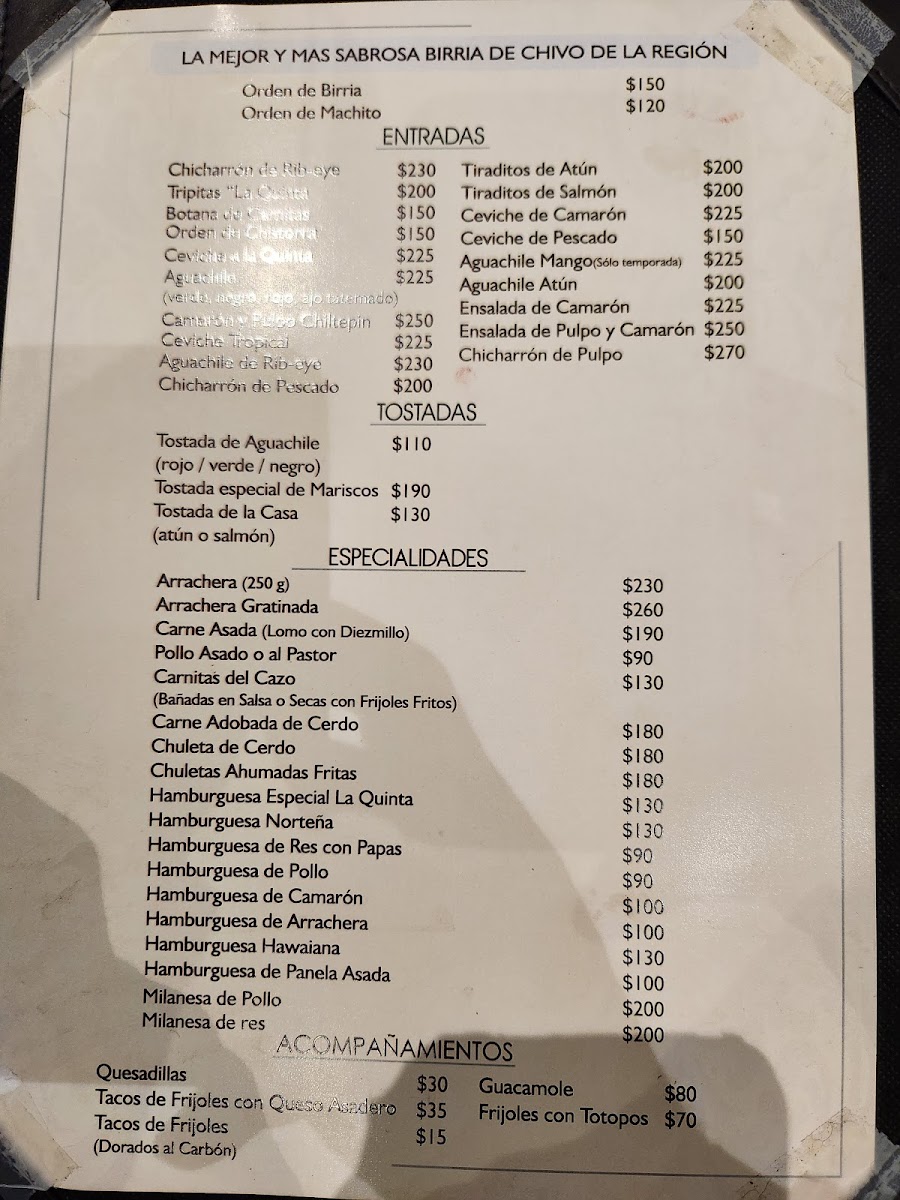 LA MEJOR Y MAS SABROSA BIRRIA DE CHIVO DE LA REGIÓN
Orden de Birria $150
Orden de Machito $120
ENTRADAS
Chicharrón de Rib-eye $230
Tripitas "La Quinta $200
Botana de Carnitas $150
Orden de Chistorra $150
Ceviche a la Quinta $225
Aguachile $225
(verde, negro, rojo, ajo tatemado)
Camarón y Pulpo Chiltepin $250
Ceviche Tropical $225
Aguachile de Rib-eye $230
Chicharrón de Pescado $200
Tiraditos de Atún $200
Tiraditos de Salmón $200
Ceviche de Camarón $225
Ceviche de Pescado $150
Aguachile Mango(Sólo temporada) $225
Aguachile Atún $200
Ensalada de Camarón $225
Ensalada de Pulpo y Camarón $250
Chicharrón de Pulpo $270
TOSTADAS
Tostada de Aguachile $110
(rojo / verde / negro)
Tostada especial de Mariscos $190
Tostada de la Casa $130
(atún o salmón)
ESPECIALIDADES
Arrachera (250 g) $230
Arrachera Gratinada $260
Carne Asada (Lomo con Diezmillo) $190
Pollo Asado o al Pastor $90
Carnitas del Cazo $130
(Bañadas en Salsa o Secas con Frijoles Fritos)
Carne Adobada de Cerdo $180
Chuleta de Cerdo $180
Chuletas Ahumadas Fritas $180
Hamburguesa Especial La Quinta $130
Hamburguesa Norteña $130
Hamburguesa de Res con Papas $90
Hamburguesa de Pollo $90
Hamburguesa de Camarón $100
Hamburguesa de Arrachera $100
Hamburguesa Hawaiana $130
Hamburguesa de Panela Asada $100
Milanesa de Pollo $200
Milanesa de res $200
ACOMPAÑAMIENTOS
Quesadillas $30
Tacos de Frijoles con Queso Asadero $35
Tacos de Frijoles $15
(Dorados al Carbón)
Guacamole $80
Frijoles con Totopos $70